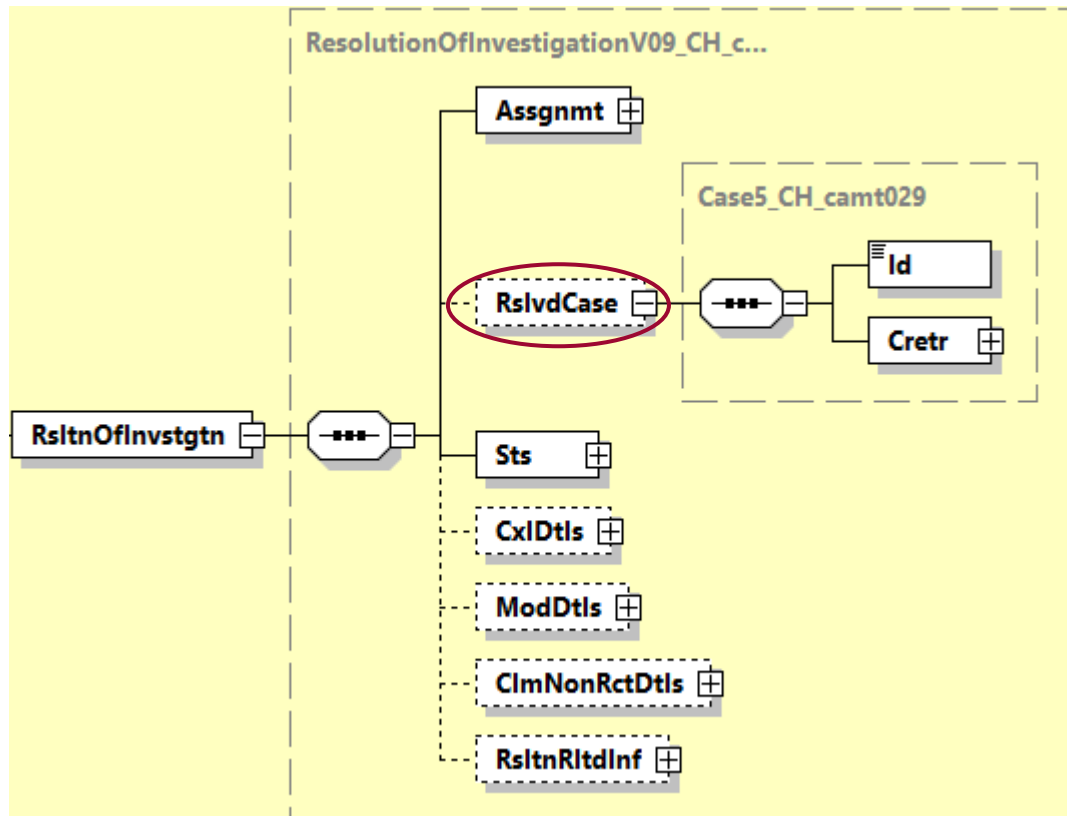 ResolutionOfInvestigationV09_CH_c...
Assgnmt
Case5_CH_camt029
Id
RslvdCase
Cretr
RsltnOfInvstgtn
Sts
CxlDtls
ModDtls
ClmNonRctDtls
RsltnRltdInf